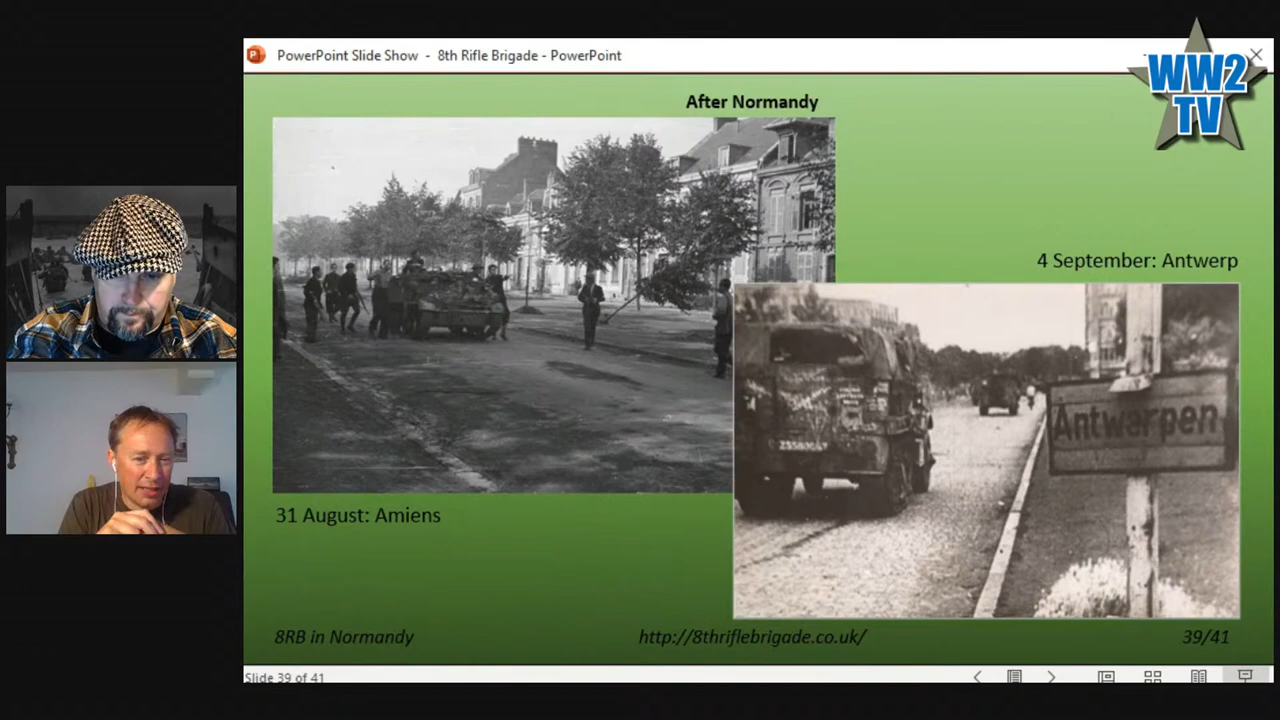 PowerPoint Slide Show - 8th Rifle Brigade - PowerPoint
WW2
TV
After Normandy
4 September: Antwerp
Antwarpen
31 August: Amiens
8RB in Normandy
http://8thriflebrigade.co.uk/
39/41
Slide 39 of 41